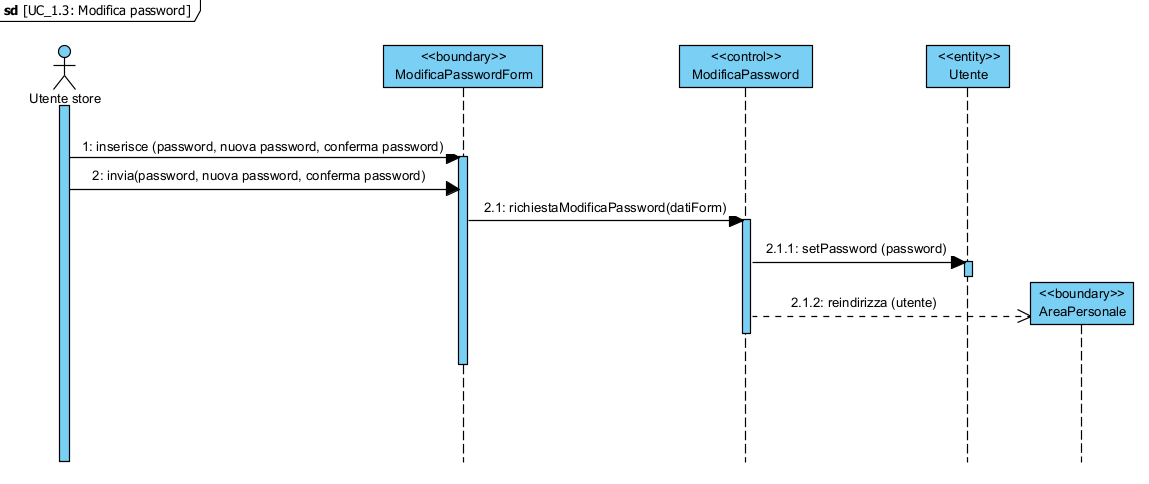 sd [UC_1.3: Modifica password]
Utente store
<<boundary>>
ModificaPasswordForm
<<control>>
ModificaPassword
<<entity>>
Utente
1: inserisce (password, nuova password, conferma password)
2: invia(password, nuova password, conferma password)
2.1: richiestaModificaPassword(datiForm)
2.1.1: setPassword (password)
2.1.2: reindirizza (utente)
<<boundary>>
AreaPersonale